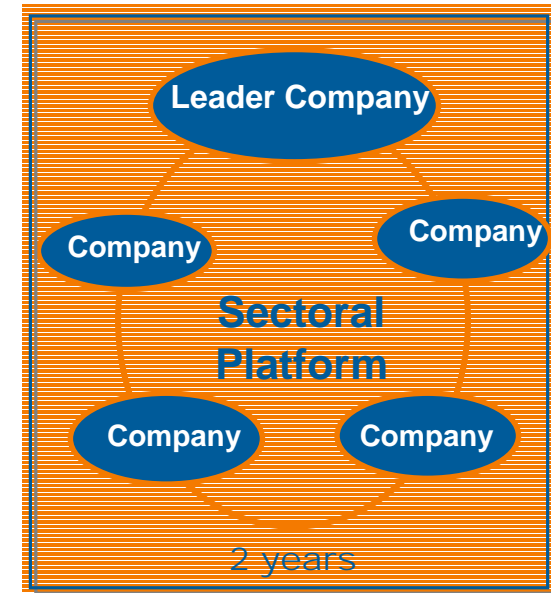 Leader Company
Company
Company
Sectoral
Platform
Company
Company
2 years